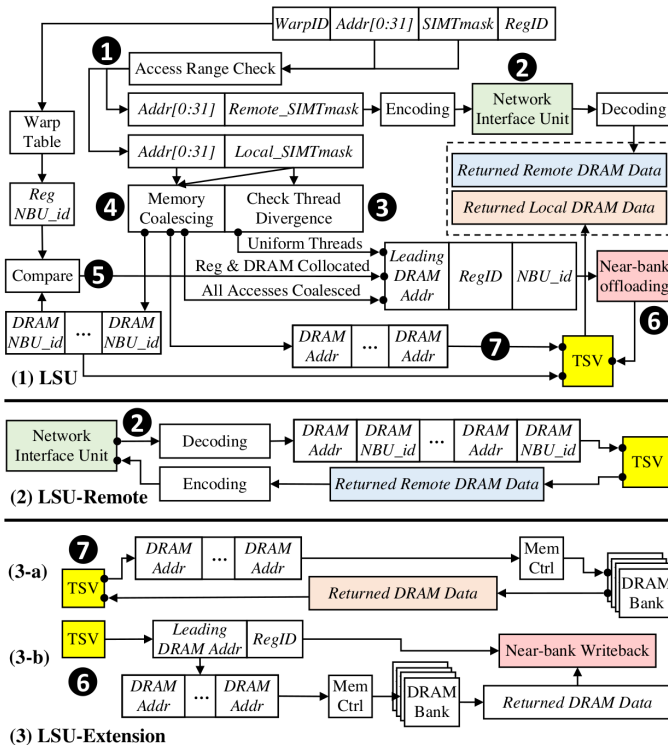 WarpID Addr[0:31] SIMTmask RegID
1
Access Range Check
2
Addr[0:31] Remote_SIMTmask
Encoding
Network
Interface Unit
Decoding
Warp
Table
Addr[0:31] Local_SIMTmask
Returned Remote DRAM Data
Returned Local DRAM Data
Reg
NBU_id
4
Memory
Coalescing
Check Thread
Divergence
3
Uniform Threads
Compare
5
Reg & DRAM Collocated
All Accesses Coalesced
Leading
DRAM
Addr
RegID
NBU_id
Near-bank
offloading
6
DRAM
NBU_id
...
DRAM
NBU_id
DRAM
Addr
...
DRAM
Addr
7
TSV
(1) LSU
Network
Interface Unit
2
Decoding
DRAM
Addr
DRAM
NBU_id
...
DRAM
Addr
DRAM
NBU_id
TSV
Encoding
Returned Remote DRAM Data
(2) LSU-Remote
7
(3-a)
TSV
DRAM
Addr
...
DRAM
Addr
Mem
Ctrl
DRAM
Bank
Returned DRAM Data
(3-b)
TSV
6
Leading
DRAM Addr
RegID
Near-bank Writeback
DRAM
Addr
...
DRAM
Addr
Mem
Ctrl
DRAM
Bank
Returned DRAM Data
(3) LSU-Extension